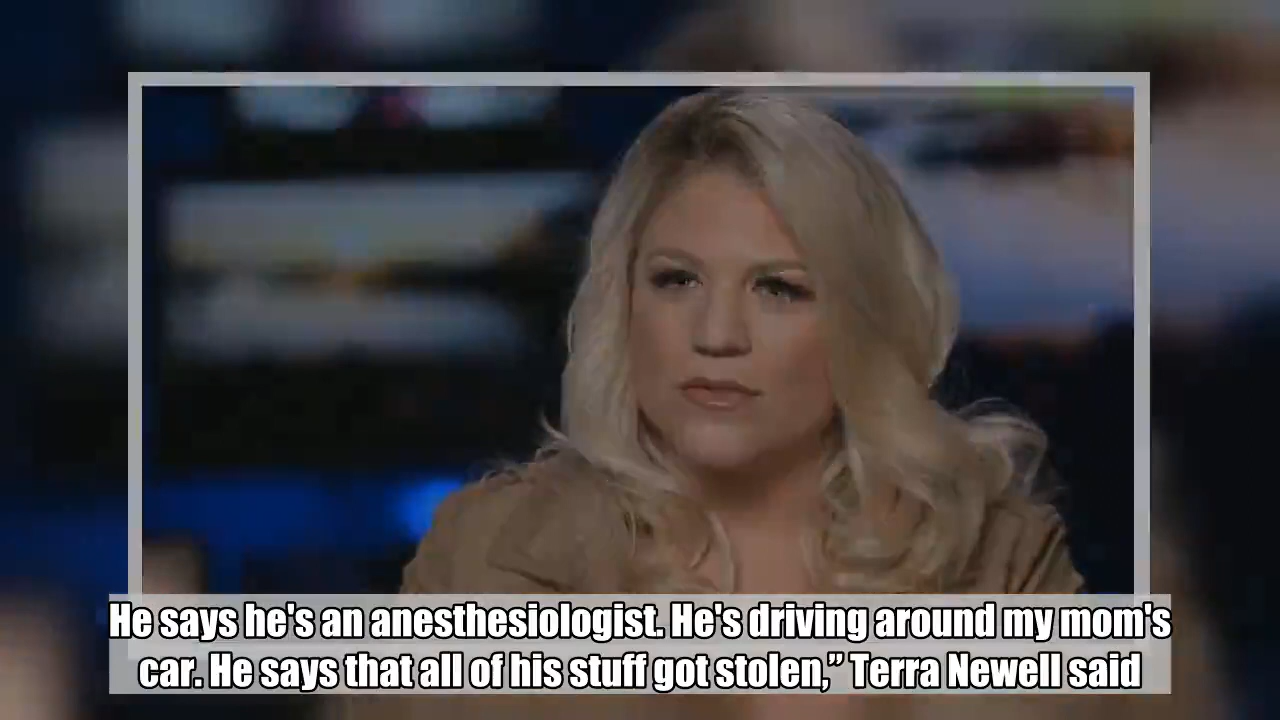 He says he's an anesthesiologist. He's driving around my mom's
car. He says that all of his stuff got stolen,” Terra Newell said